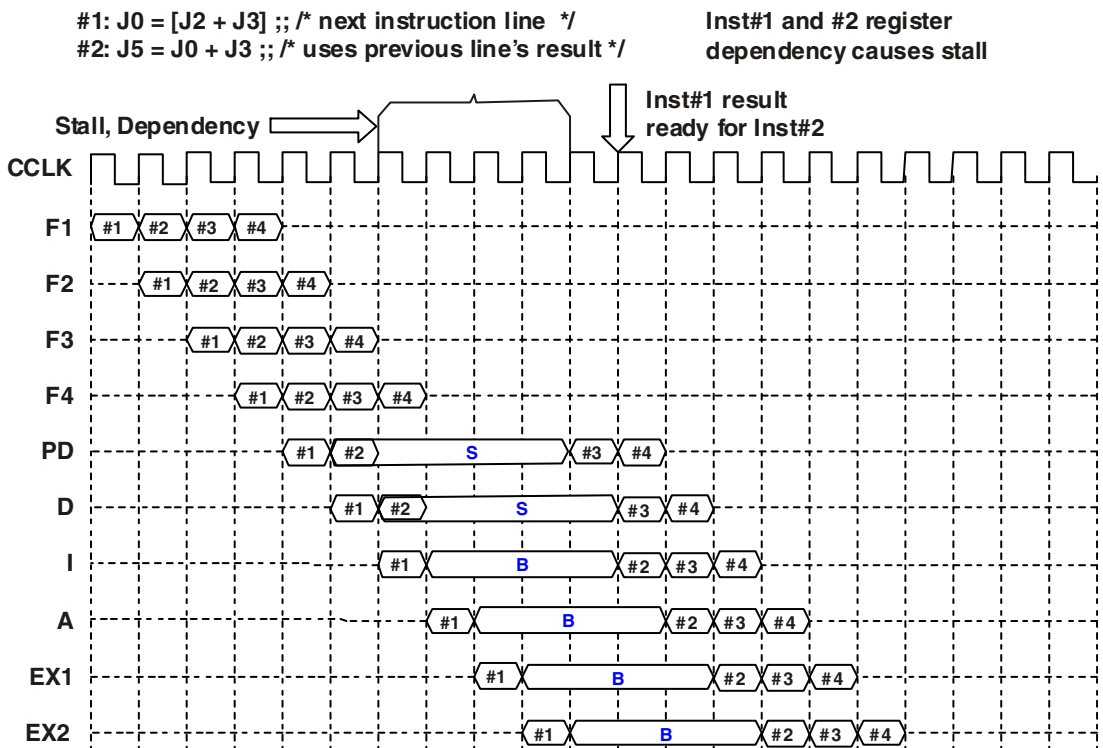 #1: J0 = [J2 + J3] ;; /* next instruction line */
#2: J5 = J0 + J3 ;; /* uses previous line's result */
Inst#1 and #2 register
dependency causes stall
Stall, Dependency
Inst#1 result
ready for Inst#2
CCLK
F1 #1 #2 #3 #4
F2 #1 #2 #3 #4
F3 #1 #2 #3 #4
F4 #1 #2 #3 #4
PD #1 #2 S #3 #4
D #1 #2 S #3 #4
I #1 B #2 #3 #4
A #1 B #2 #3 #4
EX1 #1 B #2 #3 #4
EX2 #1 B #2 #3 #4